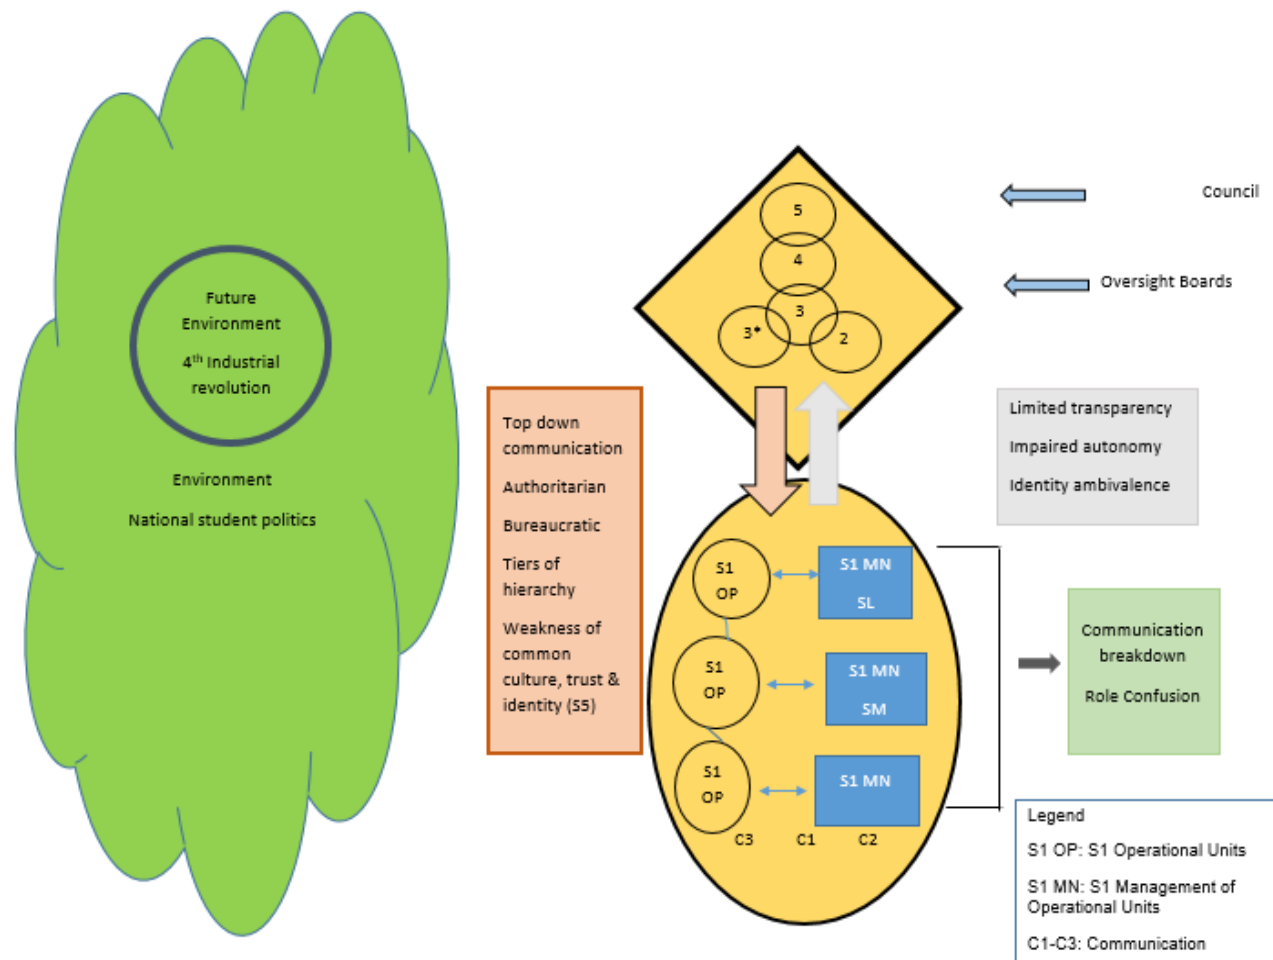 Future
Environment
4th Industrial
revolution
Environment
National student politics
5
4
3
3*
2
Council
Oversight Boards
Top down
communication
Authoritarian
Bureaucratic
Tiers of
hierarchy
Weakness of
common
culture, trust &
identity (S5)
Limited transparency
Impaired autonomy
Identity ambivalence
S1
OP
S1 MN
SL
S1
OP
S1 MN
SM
S1
OP
S1 MN
C3
C1
C2
Communication
breakdown
Role Confusion
Legend
S1 OP: S1 Operational Units
S1 MN: S1 Management of
Operational Units
C1-C3: Communication